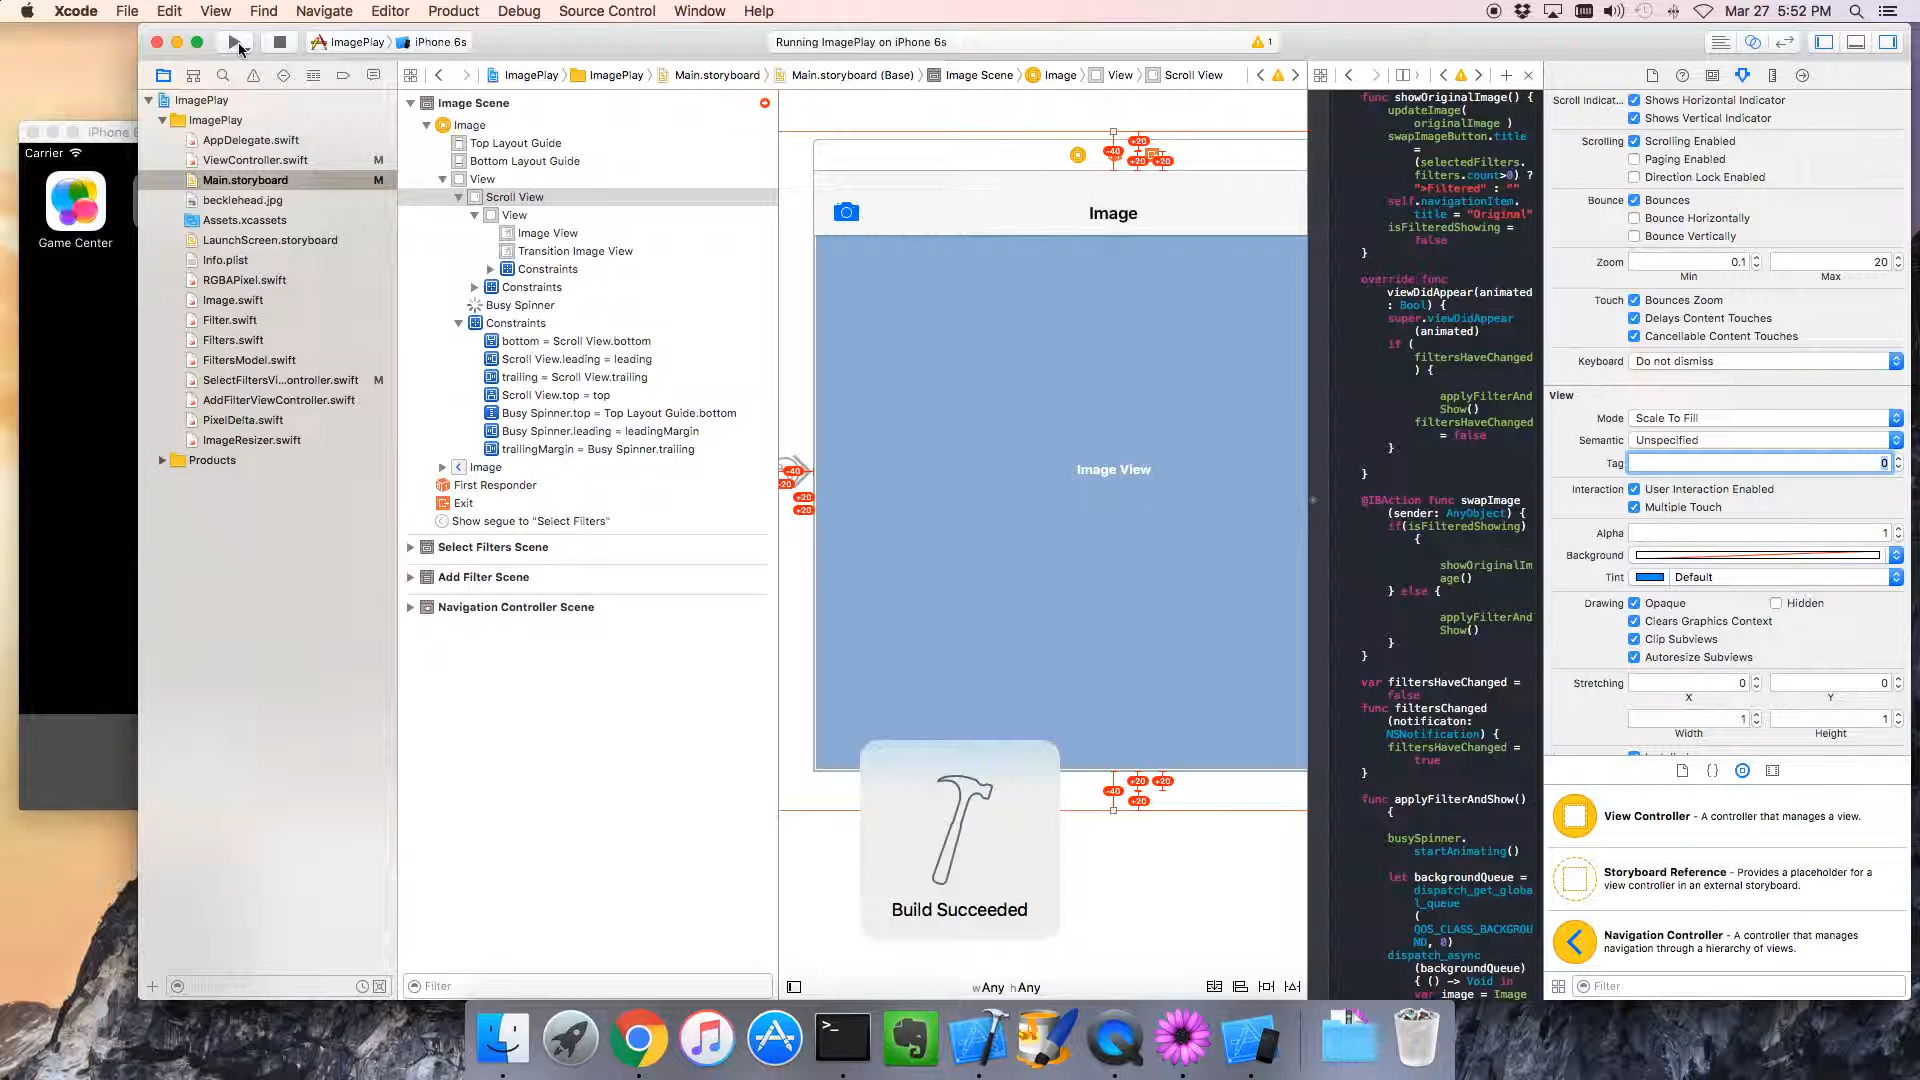 Xcode File Edit View Find Navigate Editor Product Debug Source Control Window Help
Mar 27 5:52 PM
ImagePlay iPhone 6s
Running ImagePlay on iPhone 6s
1
ImagePlay ImagePlay Main.storyboard Main.storyboard (Base) Image Scene Image View Scroll View
iPhone 6
Carrier
Game Center
ImagePlay
ImagePlay
AppDelegate.swift
ViewController.swift M
Main.storyboard M
becklehead.jpg
Assets.xcassets
LaunchScreen.storyboard
Info.plist
RGBAPixel.swift
Image.swift
Filter.swift
Filters.swift
FiltersModel.swift
SelectFiltersVi...ontroller.swift M
AddFilterViewController.swift
PixelDelta.swift
ImageResizer.swift
Products
Image Scene
Image
Top Layout Guide
Bottom Layout Guide
View
Scroll View
View
Image View
Transition Image View
Constraints
Constraints
Busy Spinner
Constraints
bottom = Scroll View.bottom
Scroll View.leading = leading
trailing = Scroll View.trailing
Scroll View.top = top
Busy Spinner.top = Top Layout Guide.bottom
Busy Spinner.leading = leadingMargin
trailingMargin = Busy Spinner.trailing
Image
First Responder
Exit
Show segue to "Select Filters"
Select Filters Scene
Add Filter Scene
Navigation Controller Scene
Filter
+20
-40
+20 +20
Image
Image View
-40
-20
+20
+20
+20 +20
-40
+20
Build Succeeded
wAny hAny
func showOriginalImage() {
updateImage(
originalImage )
swapImageButton.title
=
(selectedFilters.
filters.count>0) ?
">Filtered" : ""
self.navigationItem.
title = "Original"
isFilteredShowing =
false
}
override func
viewDidAppear(animated
: Bool) {
super.viewDidAppear
(animated)
if (
filtersHaveChanged
) {
applyFilterAnd
Show()
filtersHaveChanged
= false
}
}
@IBAction func swapImage
(sender: AnyObject) {
if(isFilteredShowing)
{
showOriginalIm
age()
} else {
applyFilterAnd
Show()
}
}
var filtersHaveChanged =
false
func filtersChanged
(notificaton:
NSNotification) {
filtersHaveChanged =
true
}
func applyFilterAndShow()
{
busySpinner.
startAnimating()
let backgroundQueue =
dispatch_get_globa
l_queue
(
QOS_CLASS_BACKGROU
ND, 0)
dispatch_async
(backgroundQueue)
{ () -> Void in
var image = Image
Scroll Indicat... Shows Horizontal Indicator
Shows Vertical Indicator
Scrolling Scrolling Enabled
Paging Enabled
Direction Lock Enabled
Bounce Bounces
Bounce Horizontally
Bounce Vertically
Zoom 0.1 20
Min Max
Touch Bounces Zoom
Delays Content Touches
Cancellable Content Touches
Keyboard Do not dismiss
View
Mode Scale To Fill
Semantic Unspecified
Tag 0
Interaction User Interaction Enabled
Multiple Touch
Alpha 1
Background
Tint Default
Drawing Opaque Hidden
Clears Graphics Context
Clip Subviews
Autoresize Subviews
Stretching 0 0
X Y
1 1
Width Height
View Controller - A controller that manages a view.
Storyboard Reference - Provides a placeholder for a
view controller in an external storyboard.
Navigation Controller - A controller that manages
navigation through a hierarchy of views.
Filter